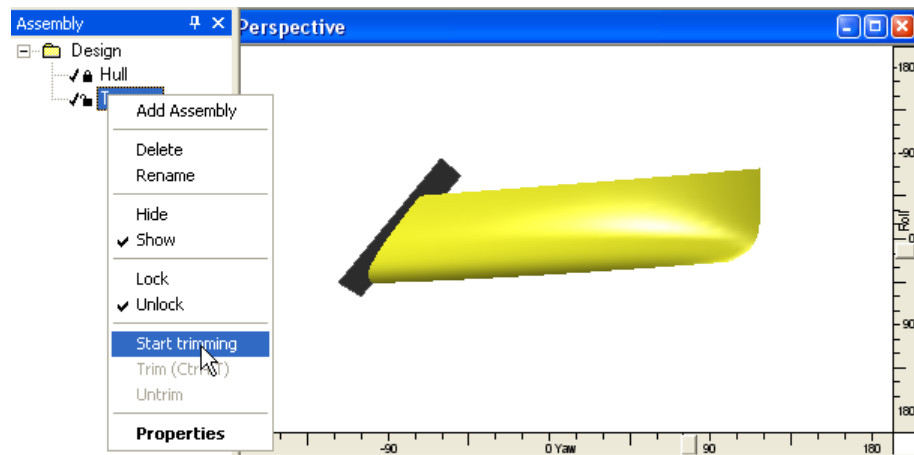 Assembly
Perspective
Design
Hull
Add Assembly
Delete
Rename
Hide
Show
Lock
Unlock
Start trimming
Untrim
Properties
-180
-90
Roll
0
90
180
-90
0 Yaw
90
180